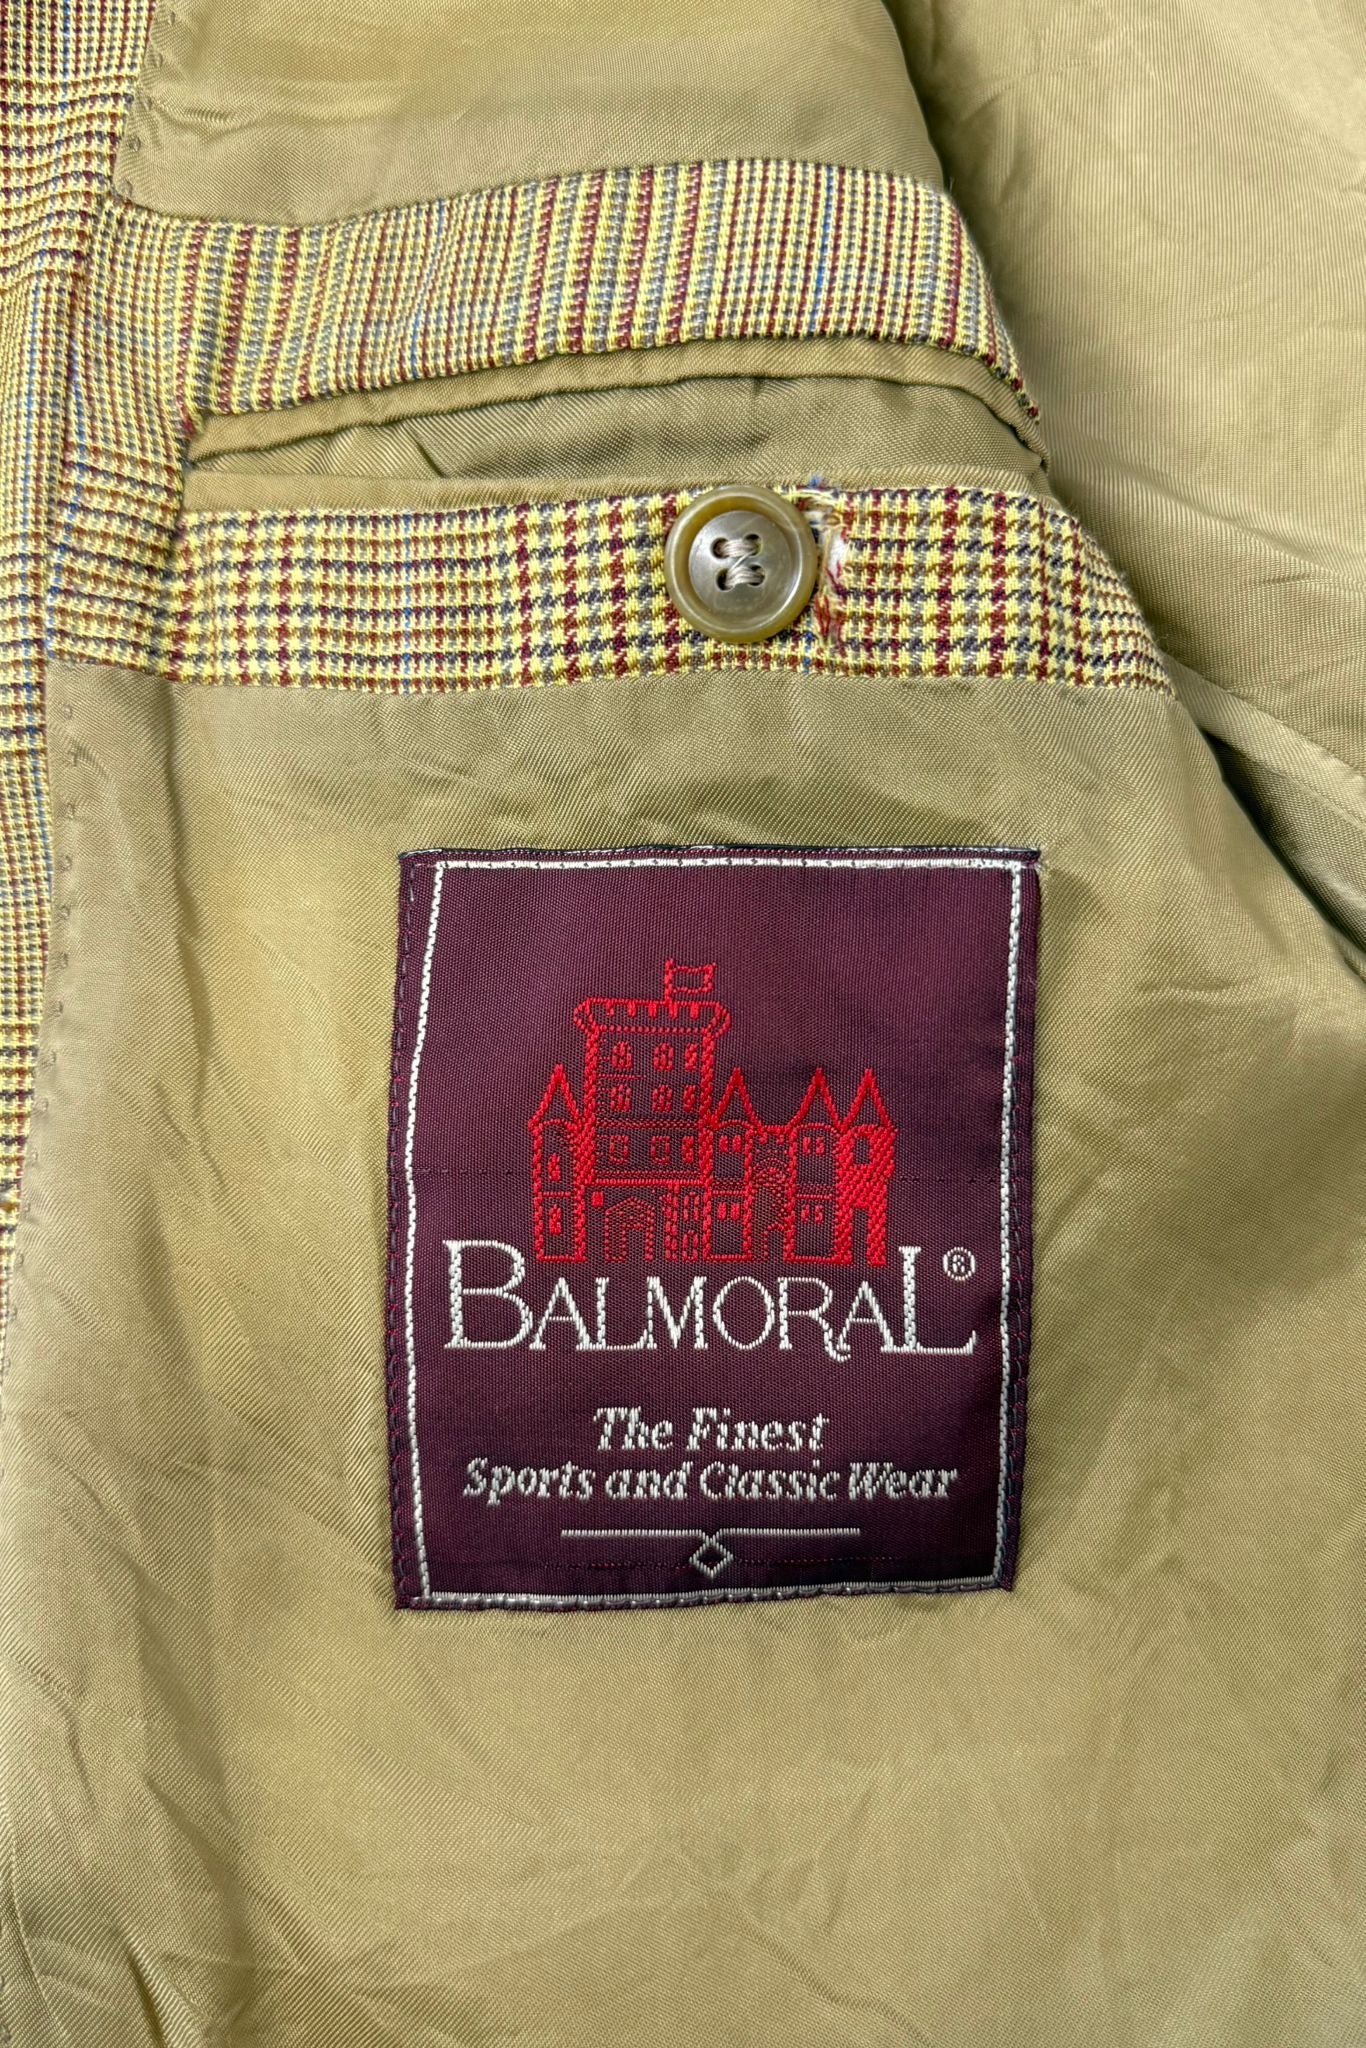 BALMORAL®
The Finest
Sports and Classic Wear